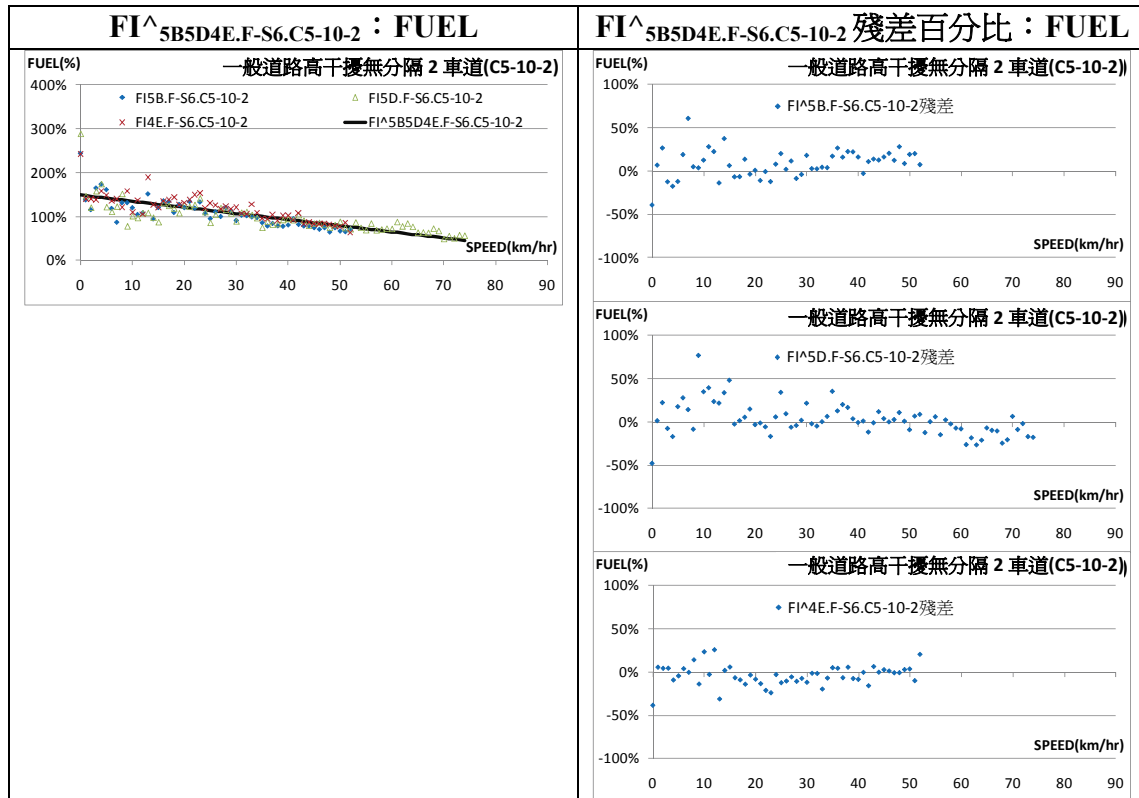 FI^5B5D4E.F-S6.C5-10-2：FUEL
FI^5B5D4E.F-S6.C5-10-2 殘差百分比：FUEL
FUEL(%)
一般道路高干擾無分隔 2 車道(C5-10-2)
FI5B.F-S6.C5-10-2
FI5D.F-S6.C5-10-2
FI4E.F-S6.C5-10-2
FI^5B5D4E.F-S6.C5-10-2
400%
300%
200%
100%
0%
SPEED(km/hr)
0 10 20 30 40 50 60 70 80 90
FUEL(%)
一般道路高干擾無分隔 2 車道(C5-10-2)
FI^5B.F-S6.C5-10-2殘差
100%
50%
0%
-50%
-100%
SPEED(km/hr)
0 10 20 30 40 50 60 70 80 90
FUEL(%)
一般道路高干擾無分隔 2 車道(C5-10-2)
FI^5D.F-S6.C5-10-2殘差
100%
50%
0%
-50%
-100%
SPEED(km/hr)
0 10 20 30 40 50 60 70 80 90
FUEL(%)
一般道路高干擾無分隔 2 車道(C5-10-2)
FI^4E.F-S6.C5-10-2殘差
100%
50%
0%
-50%
-100%
SPEED(km/hr)
0 10 20 30 40 50 60 70 80 90